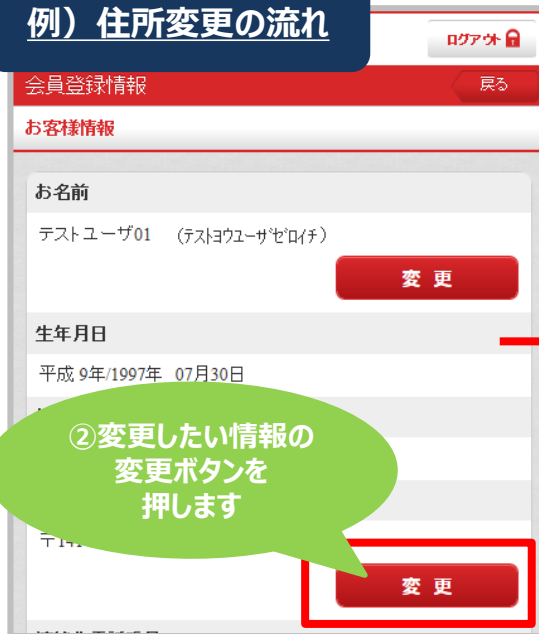 例）住所変更の流れ
ログアウト
会員登録情報
戻る
お客様情報
お名前
テストユーザ01 （テストヨウユーザゼロイチ）
変 更
生年月日
平成 9年/1997年 07月30日
②変更したい情報の
変更ボタンを
押します
変 更